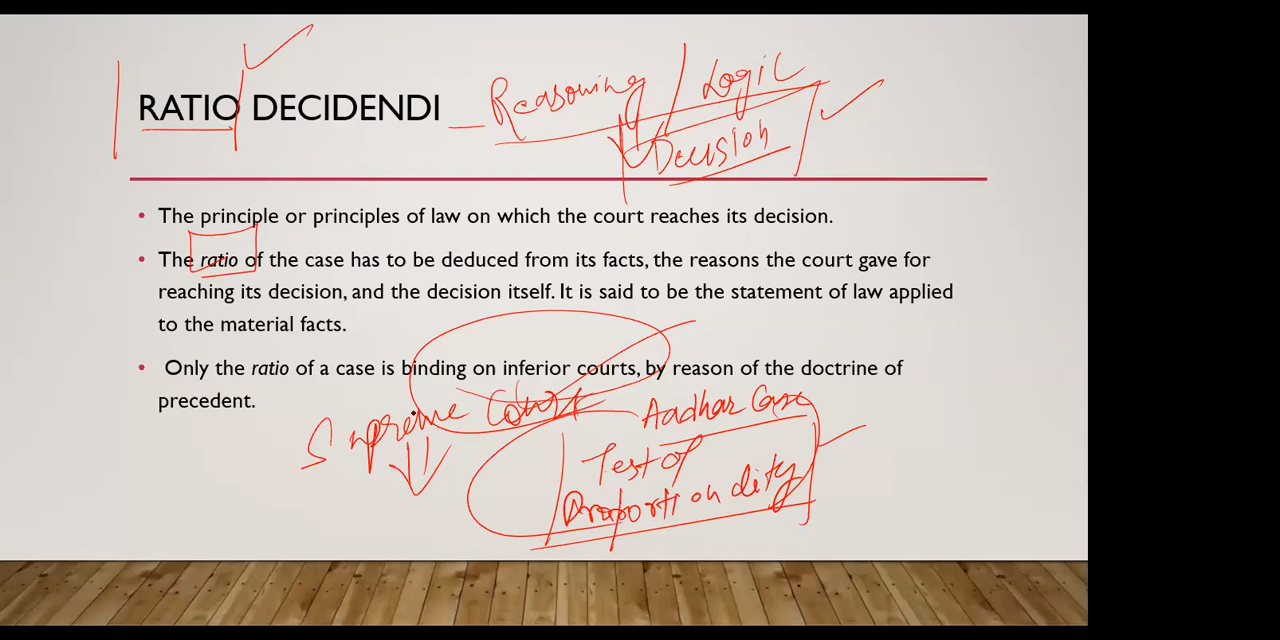 RATIO DECIDENDI
Reasoning / Logic
Decision
• The principle or principles of law on which the court reaches its decision.
• The ratio of the case has to be deduced from its facts, the reasons the court gave for
reaching its decision, and the decision itself. It is said to be the statement of law applied
to the material facts.
• Only the ratio of a case is binding on inferior courts, by reason of the doctrine of
precedent.
Supreme Court
Aadhar Case
Test of
Proportionality